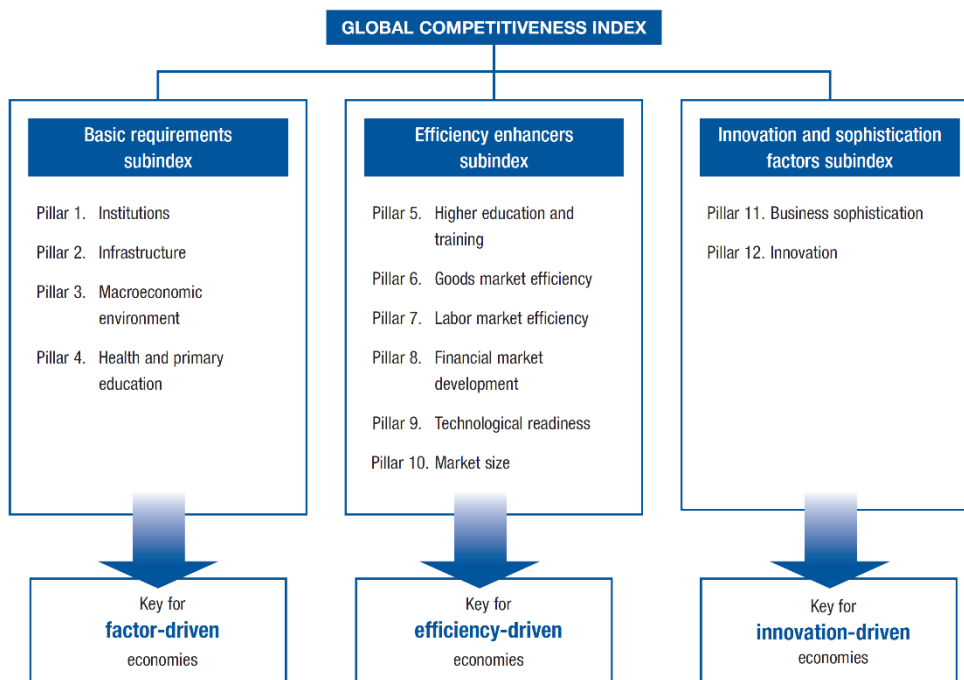 GLOBAL COMPETITIVENESS INDEX
Basic requirements
subindex
Pillar 1. Institutions
Pillar 2. Infrastructure
Pillar 3. Macroeconomic
environment
Pillar 4. Health and primary
education
Key for
factor-driven
economies
Efficiency enhancers
subindex
Pillar 5. Higher education and
training
Pillar 6. Goods market efficiency
Pillar 7. Labor market efficiency
Pillar 8. Financial market
development
Pillar 9. Technological readiness
Pillar 10. Market size
Key for
efficiency-driven
economies
Innovation and sophistication
factors subindex
Pillar 11. Business sophistication
Pillar 12. Innovation
Key for
innovation-driven
economies